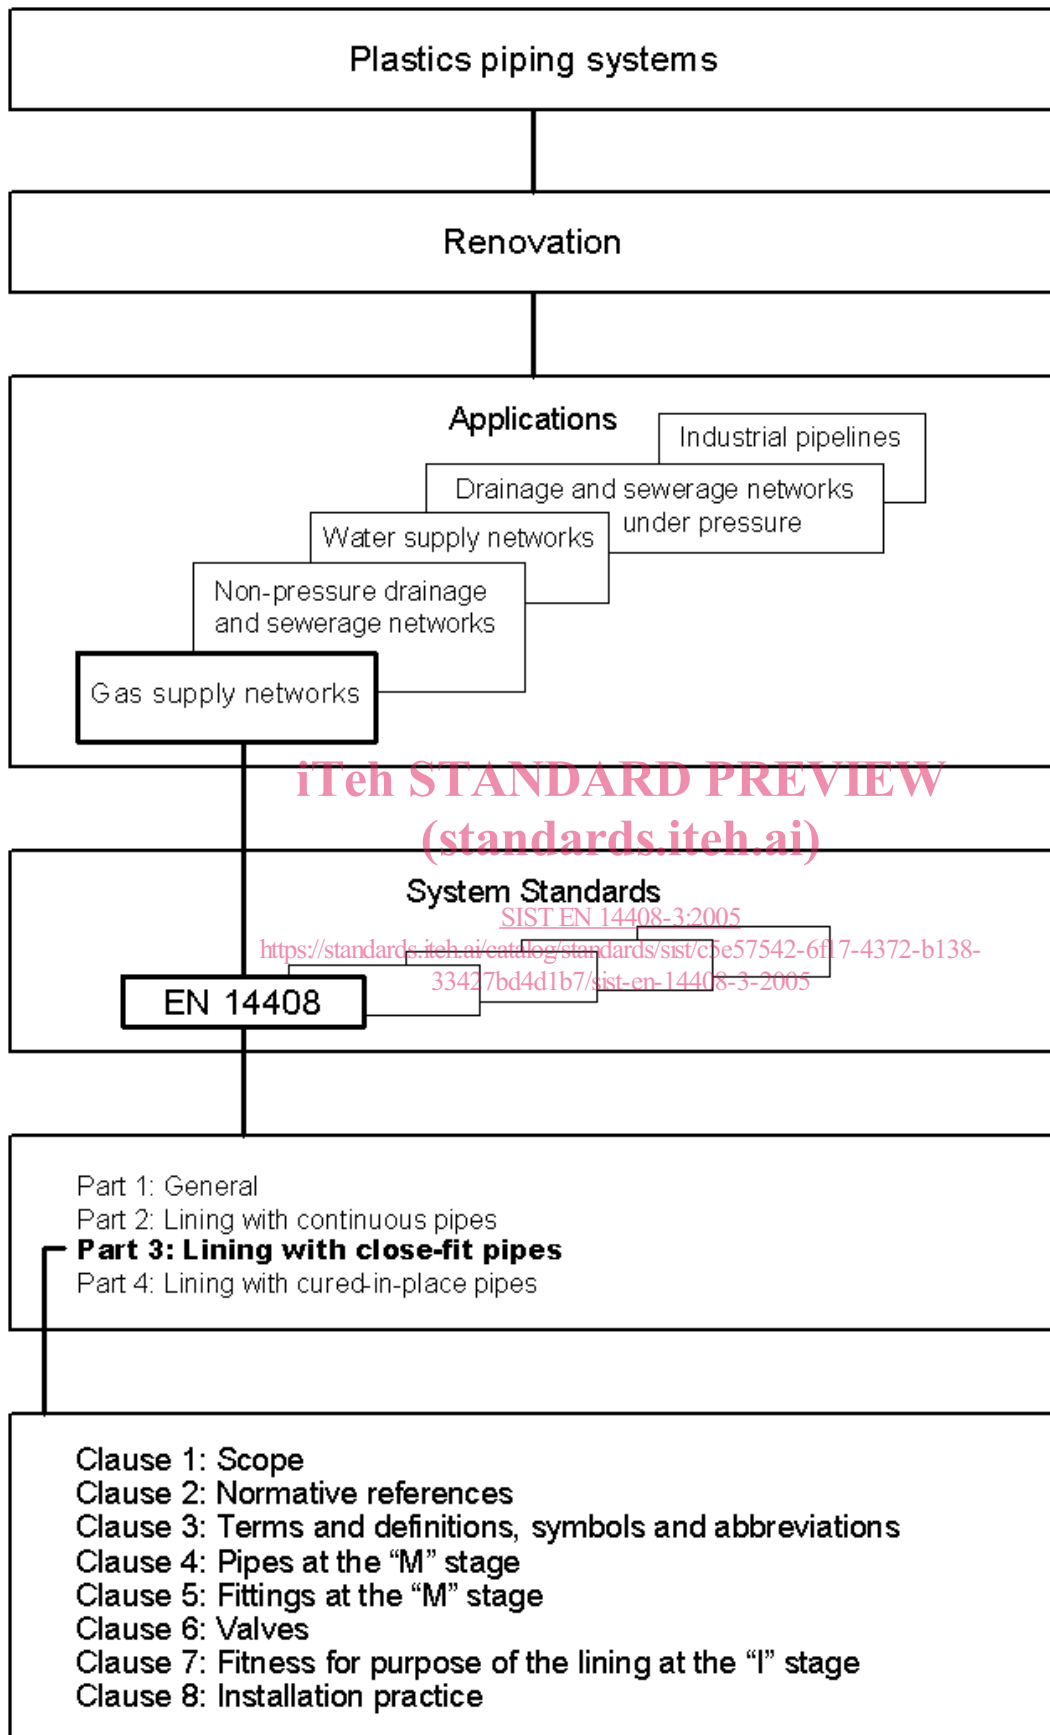 Plastics piping systems
Renovation
Applications
Industrial pipelines
Drainage and sewerage networks
under pressure
Water supply networks
Non-pressure drainage
and sewerage networks
Gas supply networks
iTeh STANDARD PREVIEW
(standards.iteh.ai)
System Standards
SIST EN 14408-3:2005
https://standards.iteh.ai/catalog/standards/sist/c5e57542-6f17-4372-b138-
33427bd4d1b7/sist-en-14408-3-2005
EN 14408
Part 1: General
Part 2: Lining with continuous pipes
Part 3: Lining with close-fit pipes
Part 4: Lining with cured-in-place pipes
Clause 1: Scope
Clause 2: Normative references
Clause 3: Terms and definitions, symbols and abbreviations
Clause 4: Pipes at the “M” stage
Clause 5: Fittings at the “M” stage
Clause 6: Valves
Clause 7: Fitness for purpose of the lining at the “I” stage
Clause 8: Installation practice